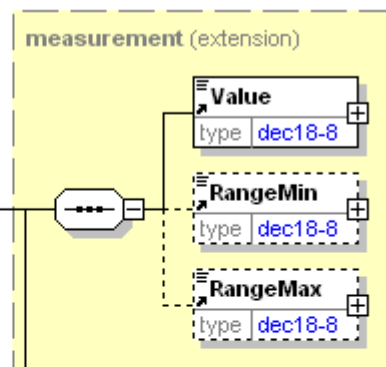 measurement (extension)
Value
type dec18-8
RangeMin
type dec18-8
RangeMax
type dec18-8